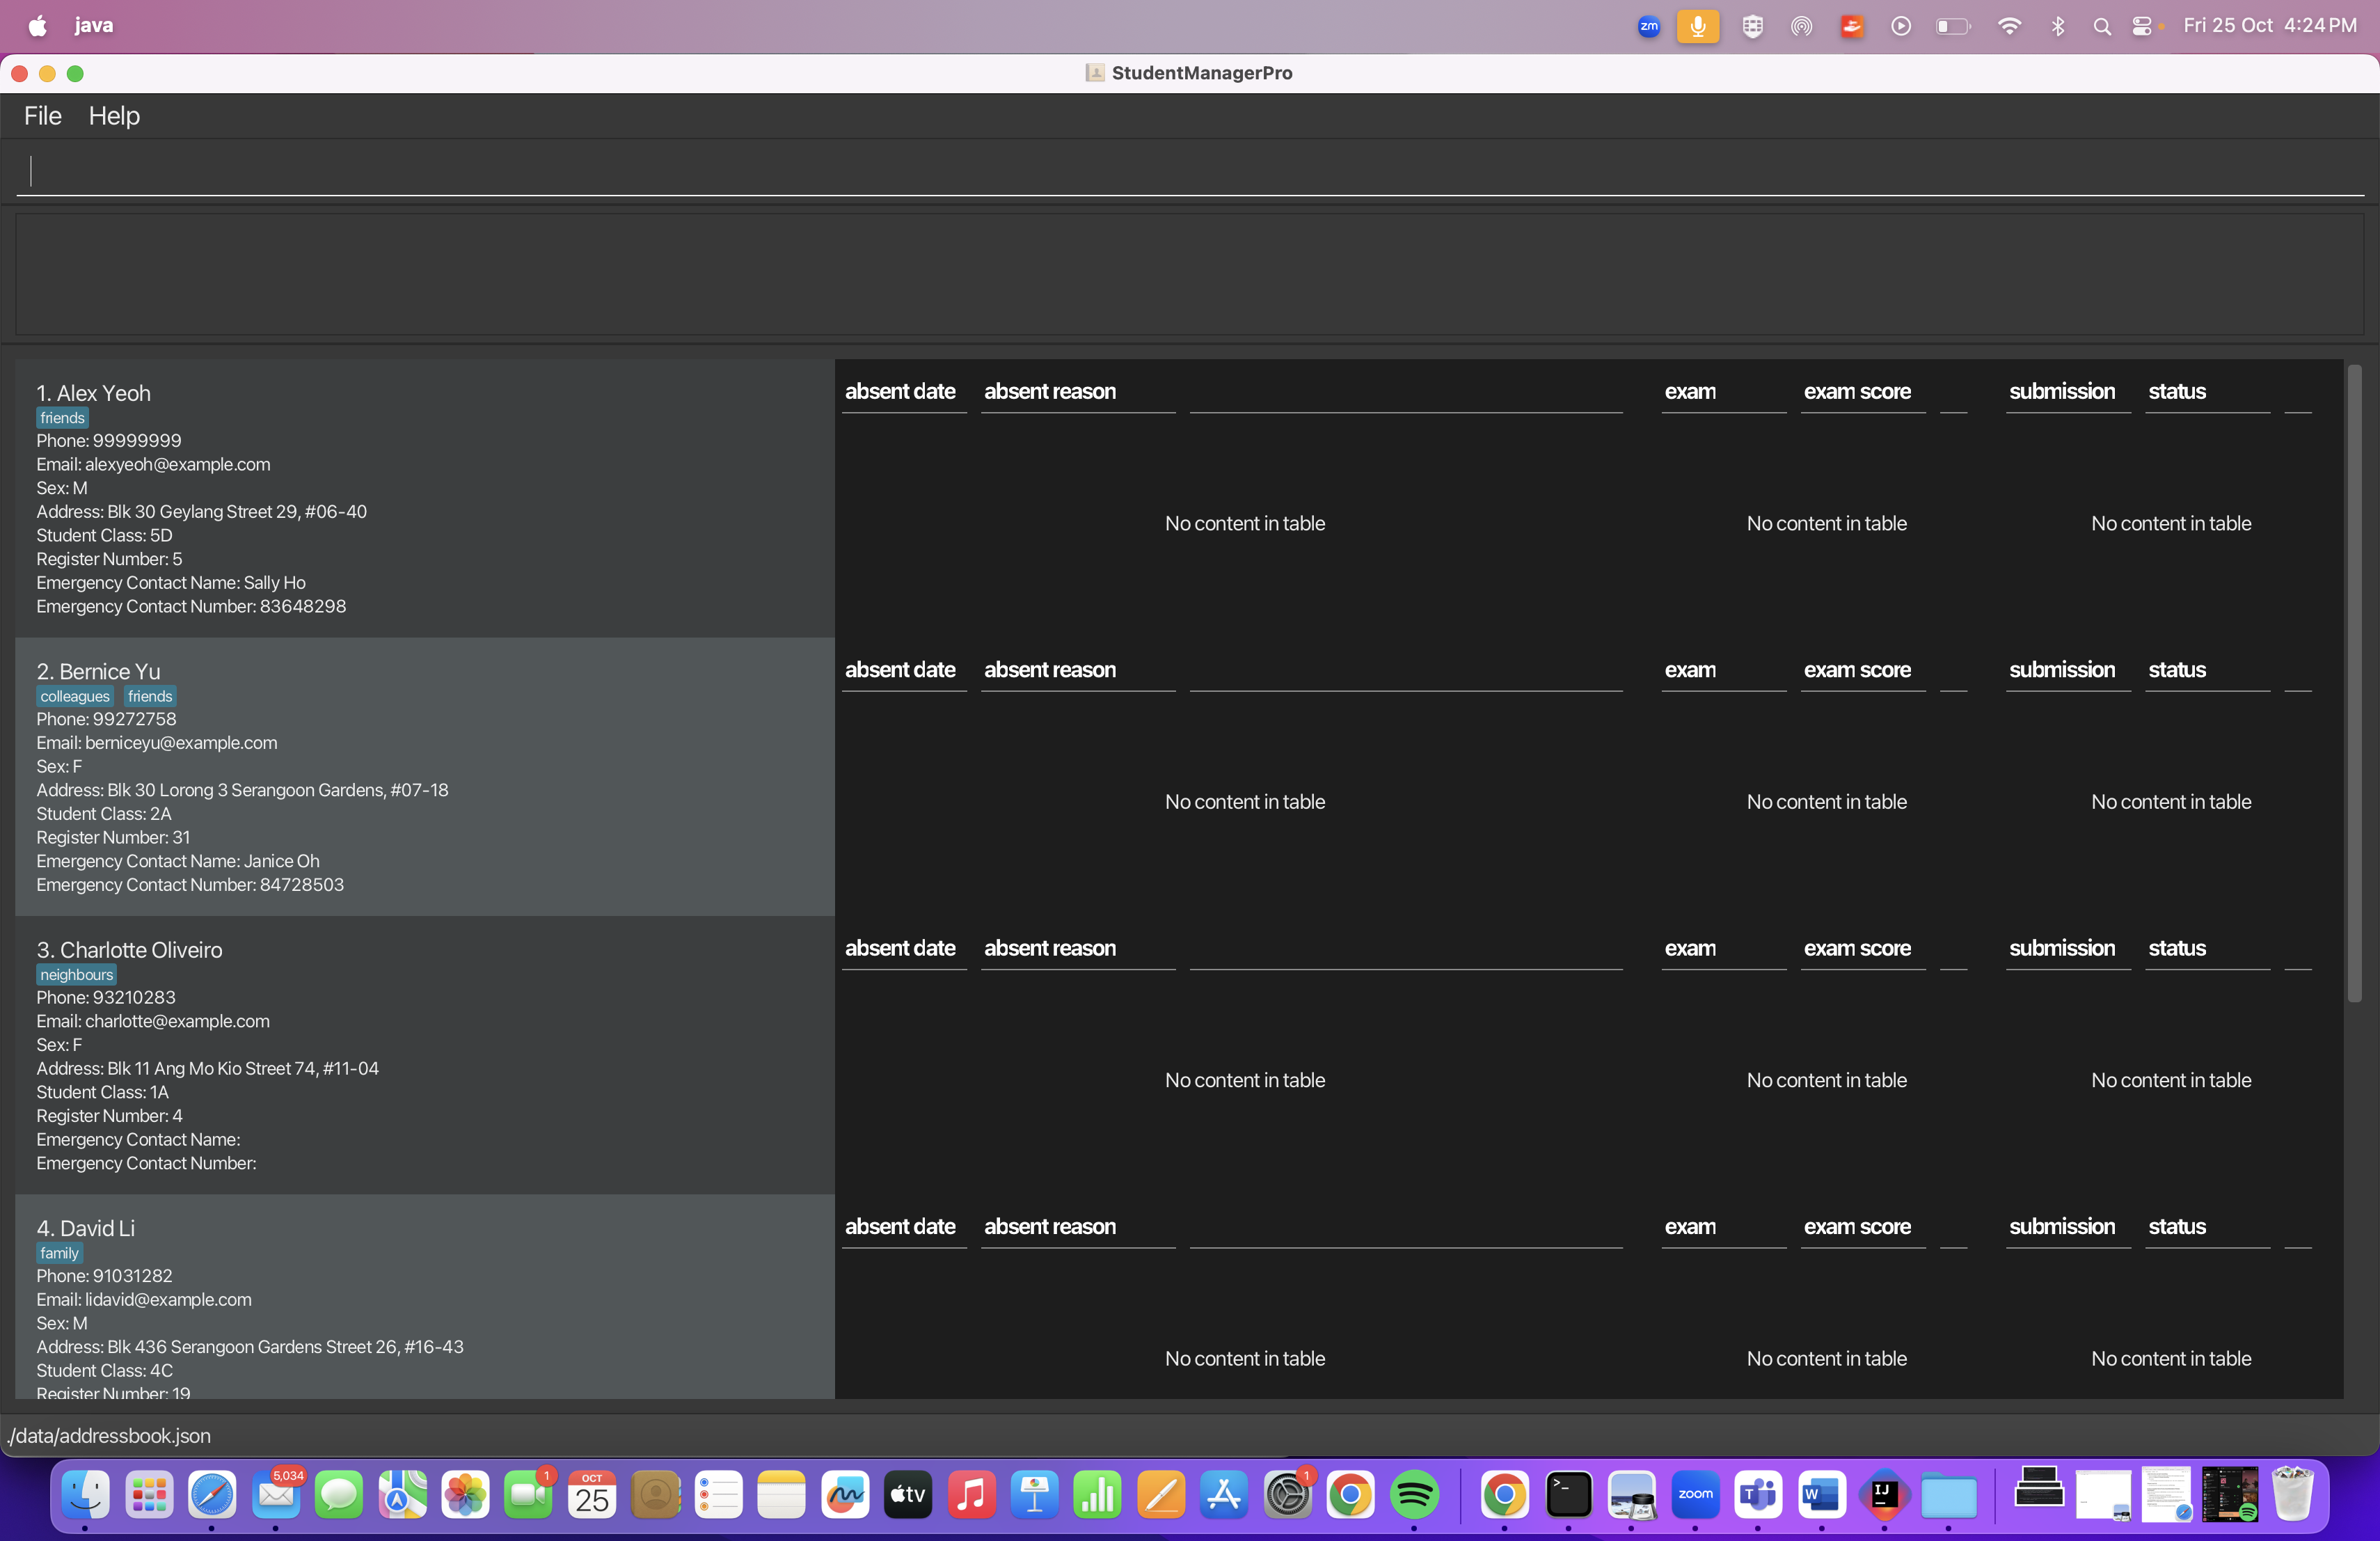 java
zm
Fri 25 Oct 4:24 PM
StudentManagerPro
File Help
1. Alex Yeoh
friends
Phone: 99999999
Email: alexyeoh@example.com
Sex: M
Address: Blk 30 Geylang Street 29, #06-40
Student Class: 5D
Register Number: 5
Emergency Contact Name: Sally Ho
Emergency Contact Number: 83648298
absent date absent reason exam exam score submission status
No content in table No content in table No content in table
2. Bernice Yu
colleagues friends
Phone: 99272758
Email: berniceyu@example.com
Sex: F
Address: Blk 30 Lorong 3 Serangoon Gardens, #07-18
Student Class: 2A
Register Number: 31
Emergency Contact Name: Janice Oh
Emergency Contact Number: 84728503
absent date absent reason exam exam score submission status
No content in table No content in table No content in table
3. Charlotte Oliveiro
neighbours
Phone: 93210283
Email: charlotte@example.com
Sex: F
Address: Blk 11 Ang Mo Kio Street 74, #11-04
Student Class: 1A
Register Number: 4
Emergency Contact Name:
Emergency Contact Number:
absent date absent reason exam exam score submission status
No content in table No content in table No content in table
4. David Li
family
Phone: 91031282
Email: lidavid@example.com
Sex: M
Address: Blk 436 Serangoon Gardens Street 26, #16-43
Student Class: 4C
Register Number: 19
absent date absent reason exam exam score submission status
No content in table No content in table No content in table
./data/addressbook.json
5,034
1
OCT
25
tv
1
>_
zoom
T
W
IJ